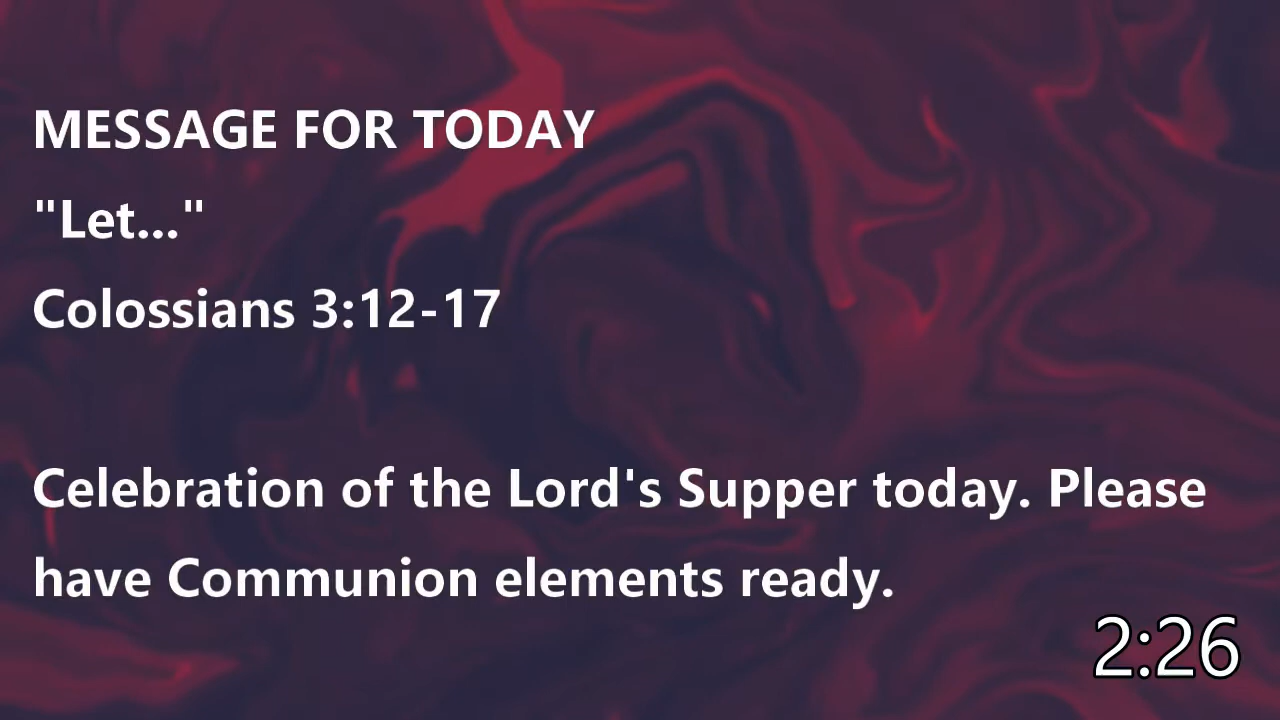 MESSAGE FOR TODAY
"Let..."
Colossians 3:12-17
Celebration of the Lord's Supper today. Please
have Communion elements ready.
2:26